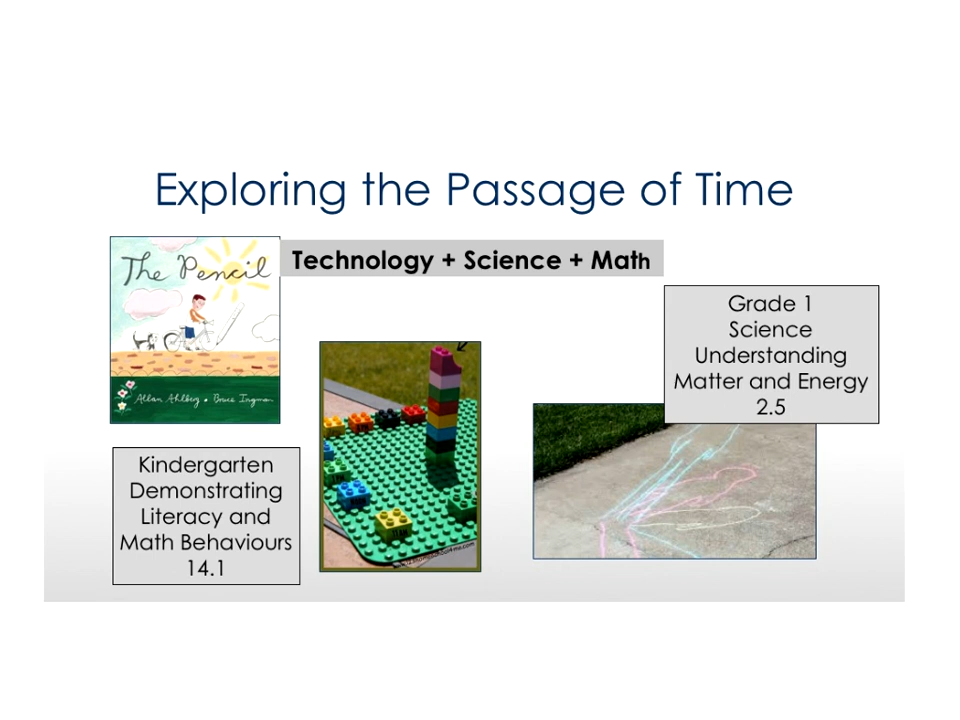 Exploring the Passage of Time
The Pencil
Technology + Science + Math
Grade 1
Science
Understanding
Matter and Energy
2.5
Allan Ahlberg • Bruce Ingman
Kindergarten
Demonstrating
Literacy and
Math Behaviours
14.1